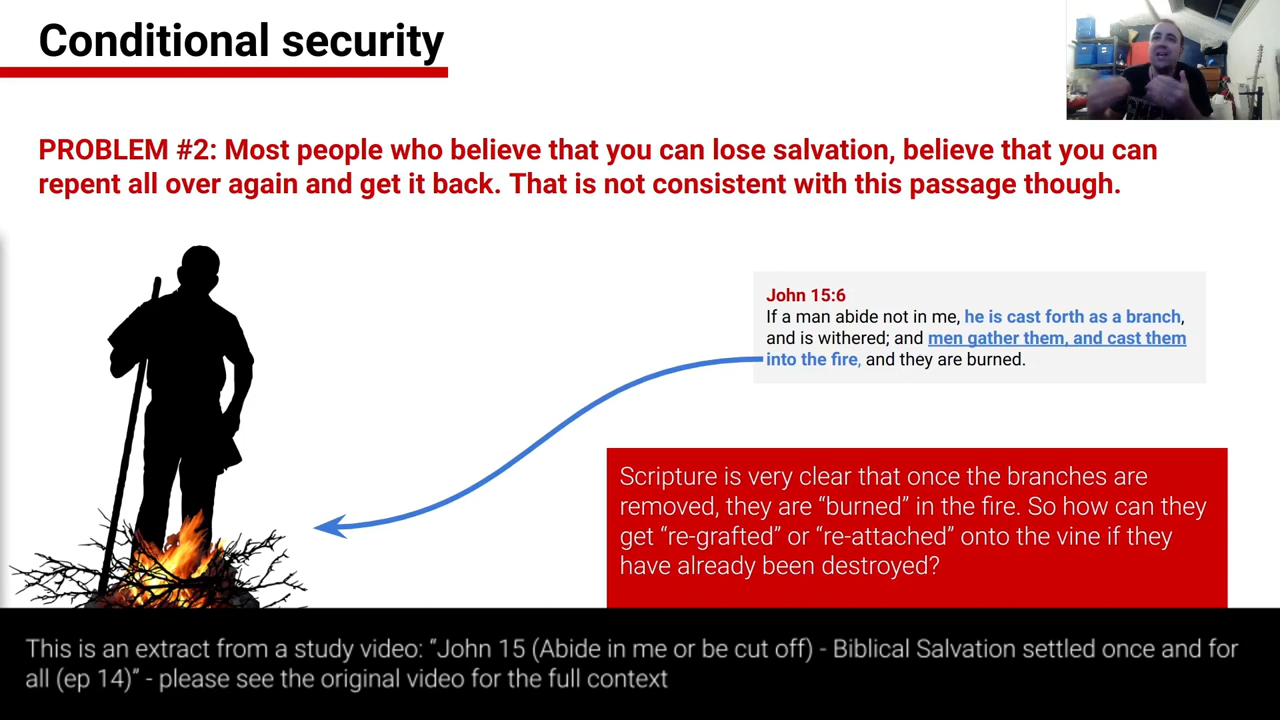 Conditional security
PROBLEM #2: Most people who believe that you can lose salvation, believe that you can
repent all over again and get it back. That is not consistent with this passage though.
John 15:6
If a man abide not in me, he is cast forth as a branch,
and is withered; and men gather them, and cast them
into the fire, and they are burned.
Scripture is very clear that once the branches are
removed, they are “burned” in the fire. So how can they
get “re-grafted” or “re-attached” onto the vine if they
have already been destroyed?
This is an extract from a study video: “John 15 (Abide in me or be cut off) - Biblical Salvation settled once and for
all (ep 14)” - please see the original video for the full context